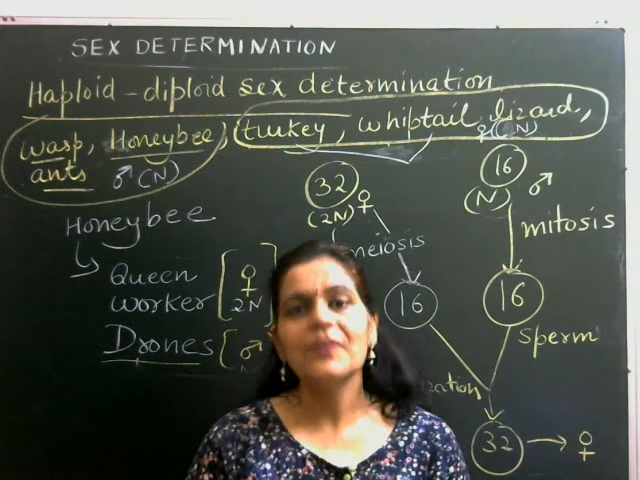 SEX DETERMINATION
Haploid - diploid sex determination
wasp, Honeybee, turkey, whiptail lizard,
ants ♂ (N)
♀ (N)
32 ♀
(2N)
meiosis
16
16 ♂
(N)
mitosis
16
sperm
32 → ♀
Honeybee
Queen
worker
♀
2N
Drones
♂